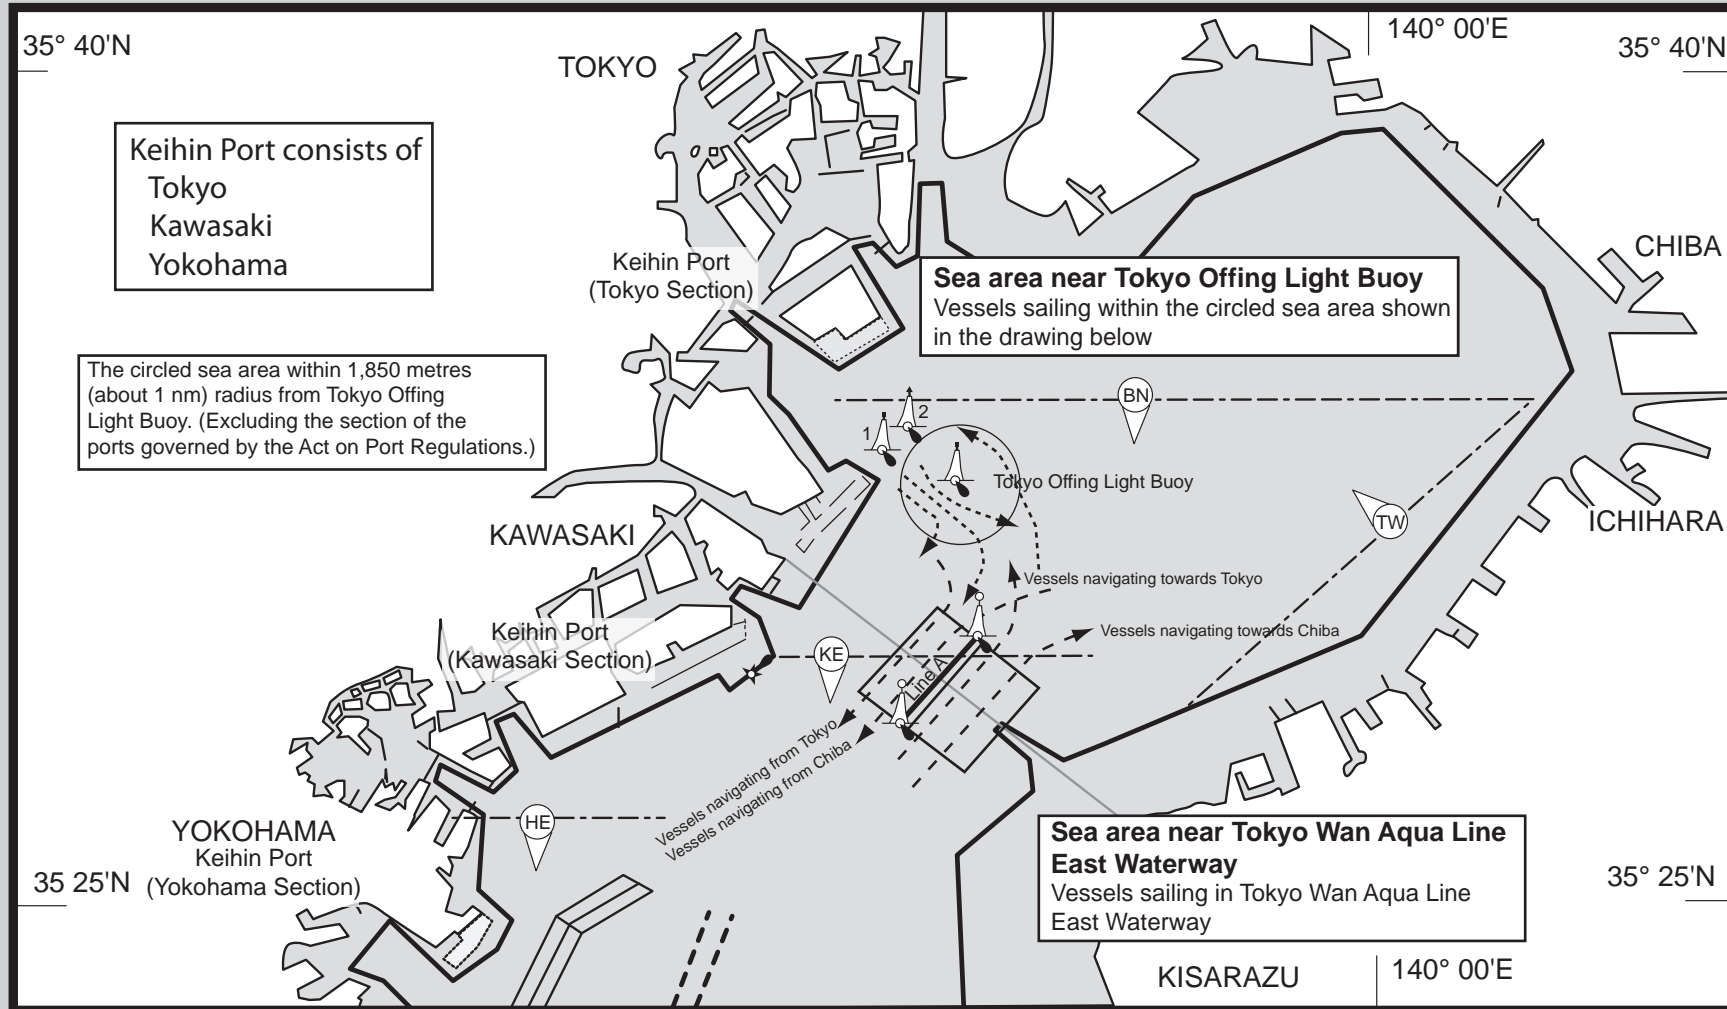 35° 40'N
TOKYO
140° 00'E
35° 40'N
Keihin Port consists of
Tokyo
Kawasaki
Yokohama
CHIBA
Keihin Port
(Tokyo Section)
Sea area near Tokyo Offing Light Buoy
Vessels sailing within the circled sea area shown
in the drawing below
The circled sea area within 1,850 metres
(about 1 nm) radius from Tokyo Offing
Light Buoy. (Excluding the section of the
ports governed by the Act on Port Regulations.)
BN
2
1
Tokyo Offing Light Buoy
TW
ICHIHARA
KAWASAKI
Vessels navigating towards Tokyo
Keihin Port
(Kawasaki Section)
Vessels navigating towards Chiba
KE
Line A
Vessels navigating from Tokyo
Vessels navigating from Chiba
HE
YOKOHAMA
Keihin Port
(Yokohama Section)
35 25'N
Sea area near Tokyo Wan Aqua Line
East Waterway
Vessels sailing in Tokyo Wan Aqua Line
East Waterway
35° 25'N
KISARAZU
140° 00'E